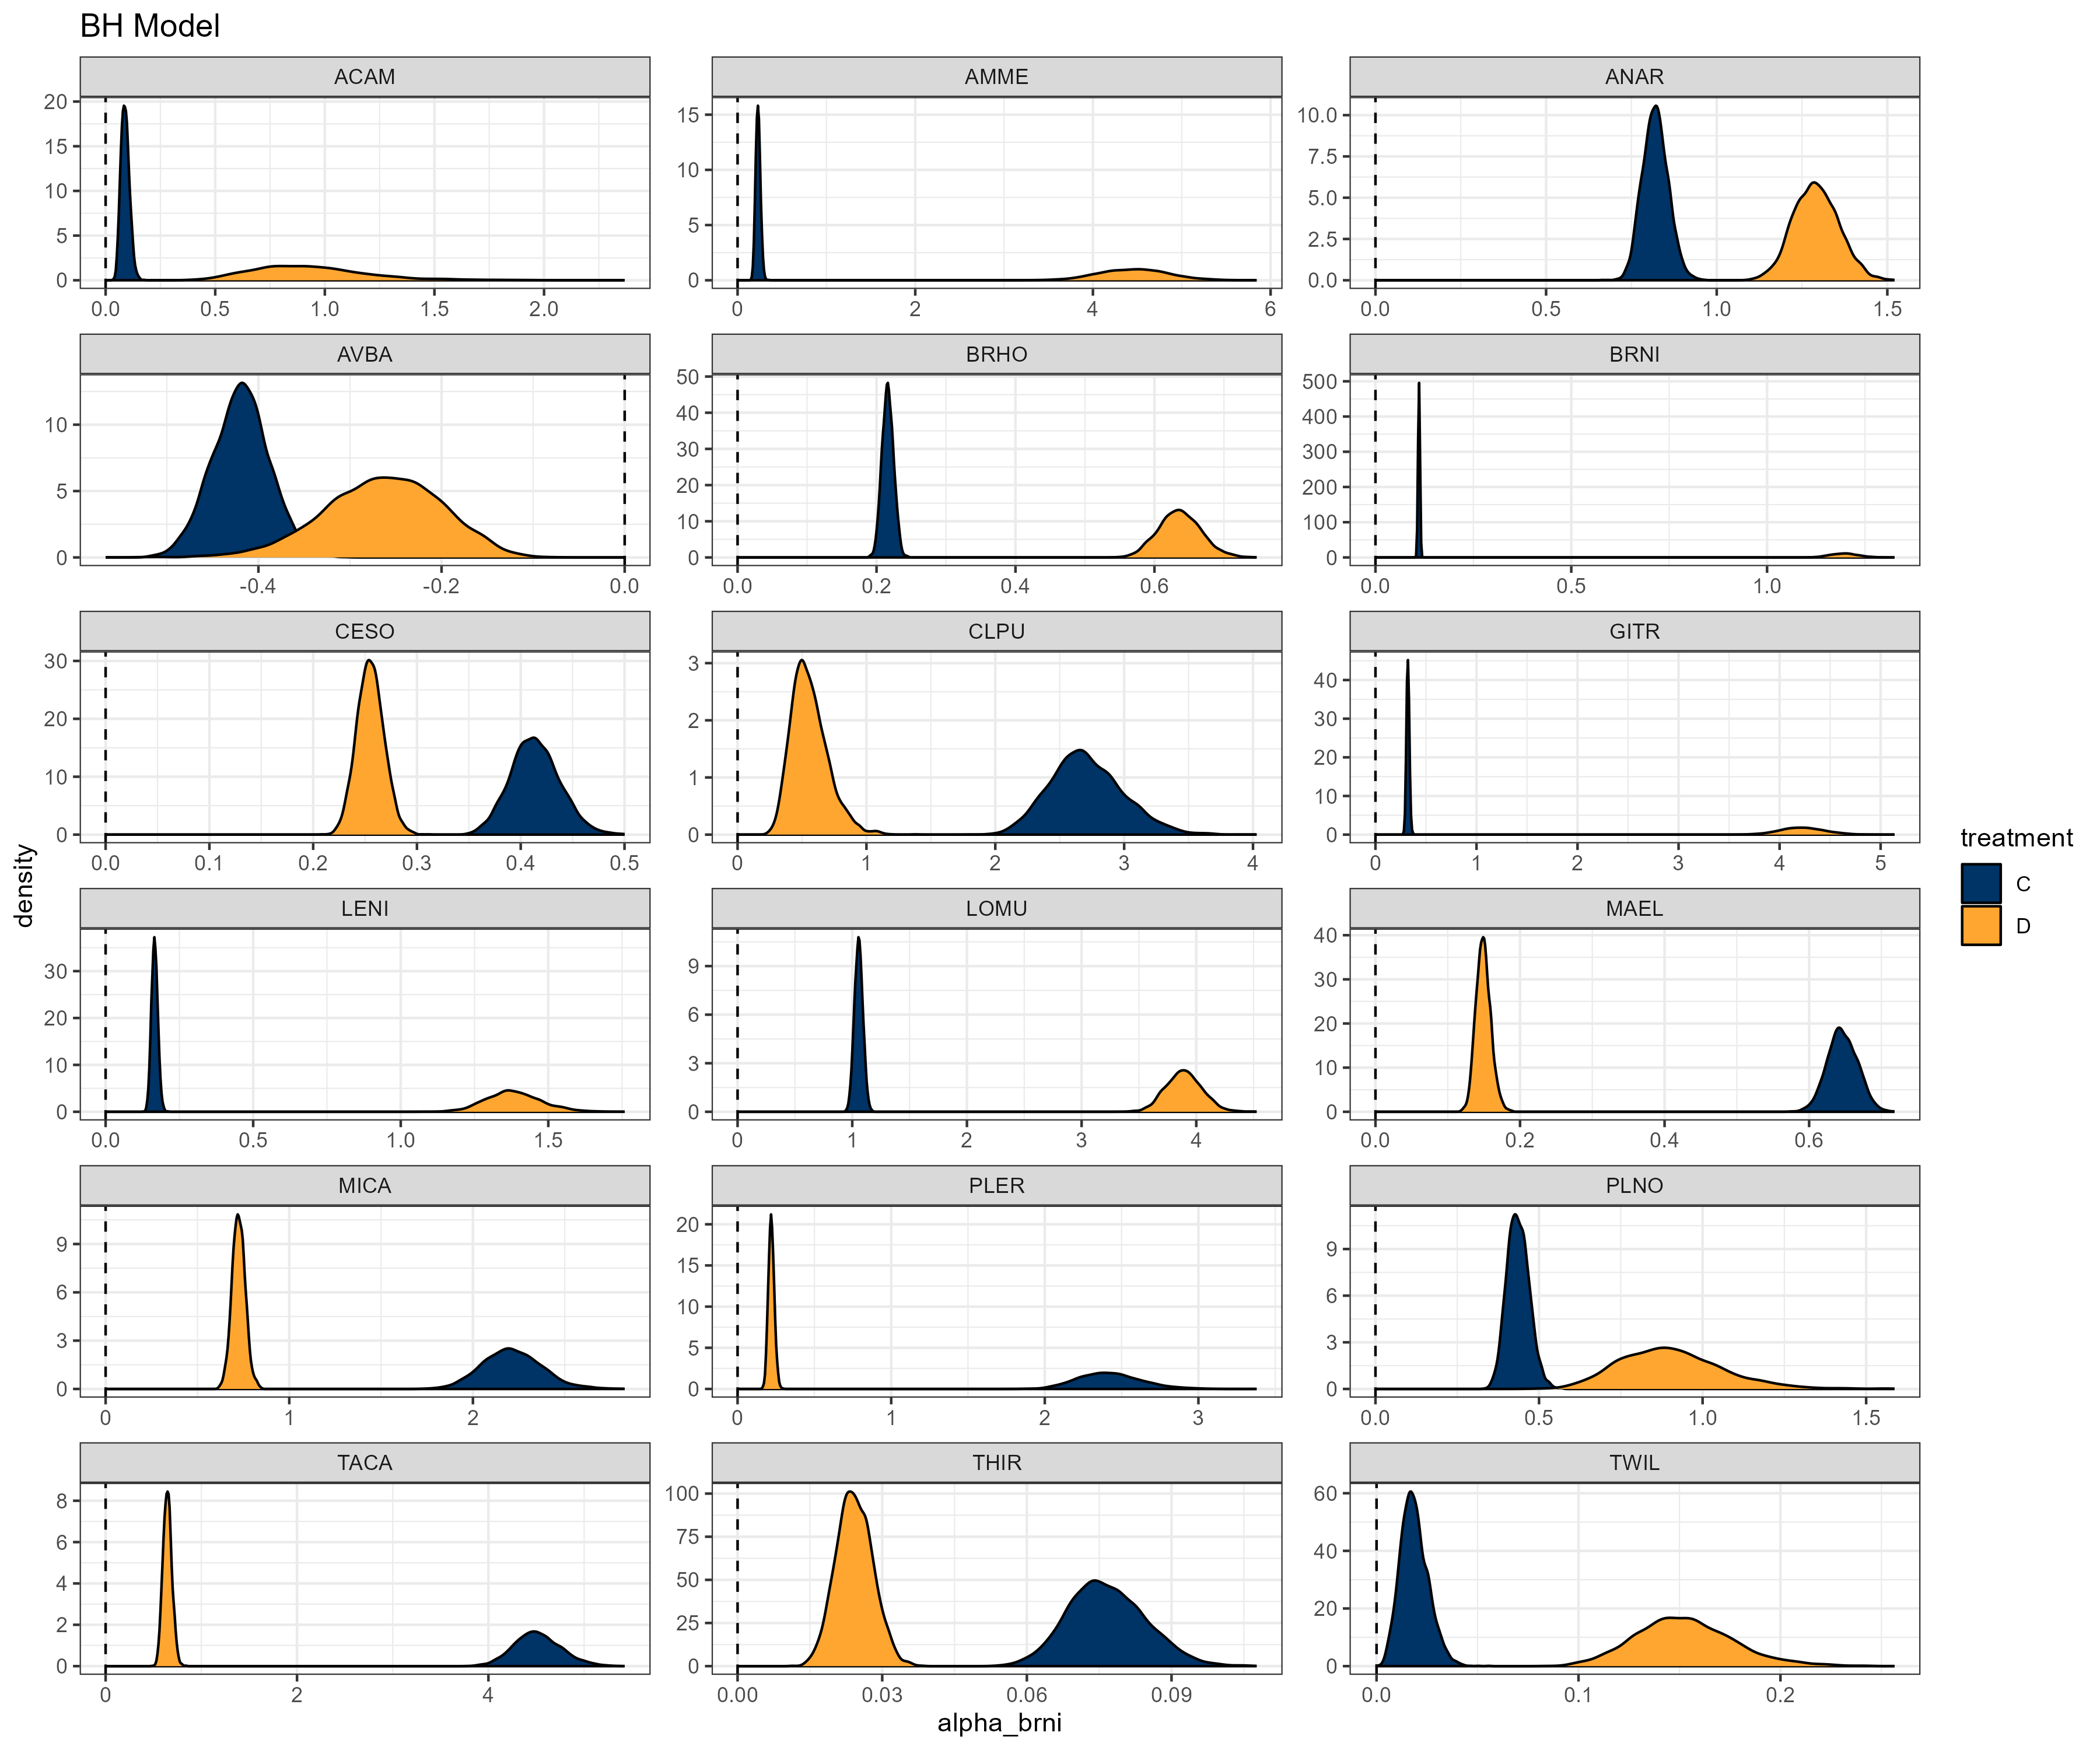 BH Model
ACAM AMME ANAR
20 15 10 5 0
0.0 0.5 1.0 1.5 2.0
15 10 5 0
0 2 4 6
10.0 7.5 5.0 2.5 0.0
0.0 0.5 1.0 1.5
AVBA BRHO BRNI
10 5 0
-0.4 -0.2 0.0
50 40 30 20 10 0
0.0 0.2 0.4 0.6
500 400 300 200 100 0
0.0 0.5 1.0
CESO CLPU GITR
30 20 10 0
0.0 0.1 0.2 0.3 0.4 0.5
3 2 1 0
0 1 2 3 4
40 30 20 10 0
0 1 2 3 4 5
LENI LOMU MAEL
30 20 10 0
0.0 0.5 1.0 1.5
9 6 3 0
0 1 2 3 4
40 30 20 10 0
0.0 0.2 0.4 0.6
MICA PLER PLNO
9 6 3 0
0 1 2
20 15 10 5 0
0 1 2 3
9 6 3 0
0.0 0.5 1.0 1.5
TACA THIR TWIL
8 6 4 2 0
0 2 4
100 75 50 25 0
0.00 0.03 0.06 0.09
60 40 20 0
0.0 0.1 0.2
density
alpha_brni
treatment
C
D